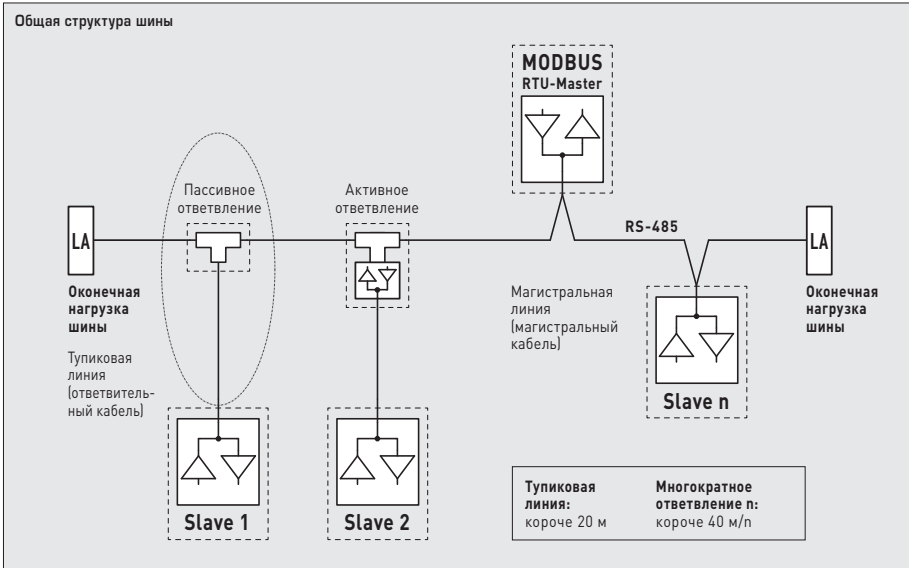 Общая структура шины
MODBUS
RTU-Master
Пассивное
ответвление
Активное
ответвление
LA
RS-485
LA
Оконечная
нагрузка
шины
Магистральная
линия
(магистральный
кабель)
Оконечная
нагрузка
шины
Тупиковая
линия
(ответвитель-
ный кабель)
Slave n
Slave 1
Slave 2
Тупиковая
линия:
короче 20 м
Многократное
ответвление n:
короче 40 м/n